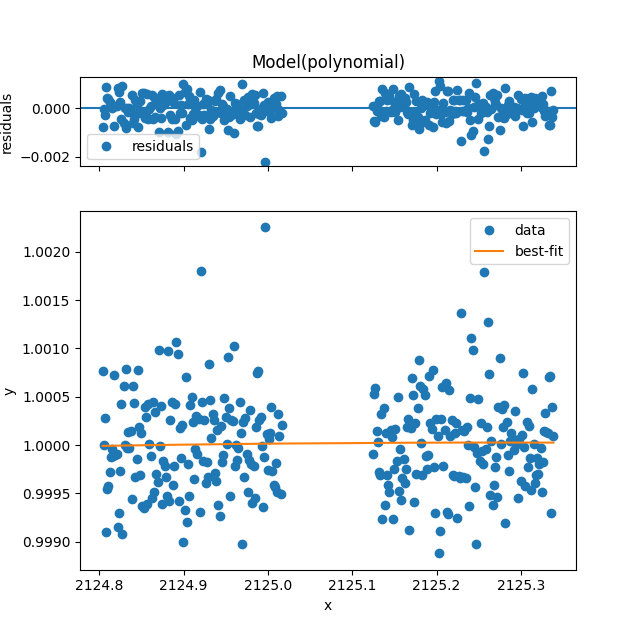 Model(polynomial)
residuals
0.000
−0.002
residuals
y
1.0020
1.0015
1.0010
1.0005
1.0000
0.9995
0.9990
data
best-fit
2124.8 2124.9 2125.0 2125.1 2125.2 2125.3
x